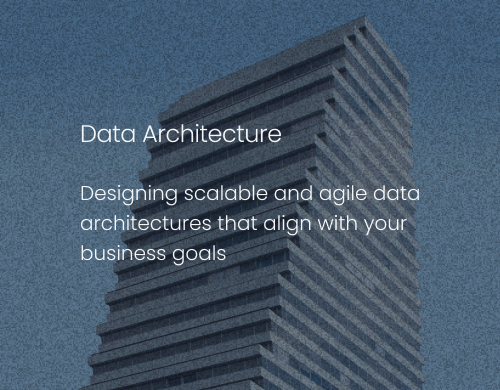 Data Architecture
Designing scalable and agile data
architectures that align with your
business goals